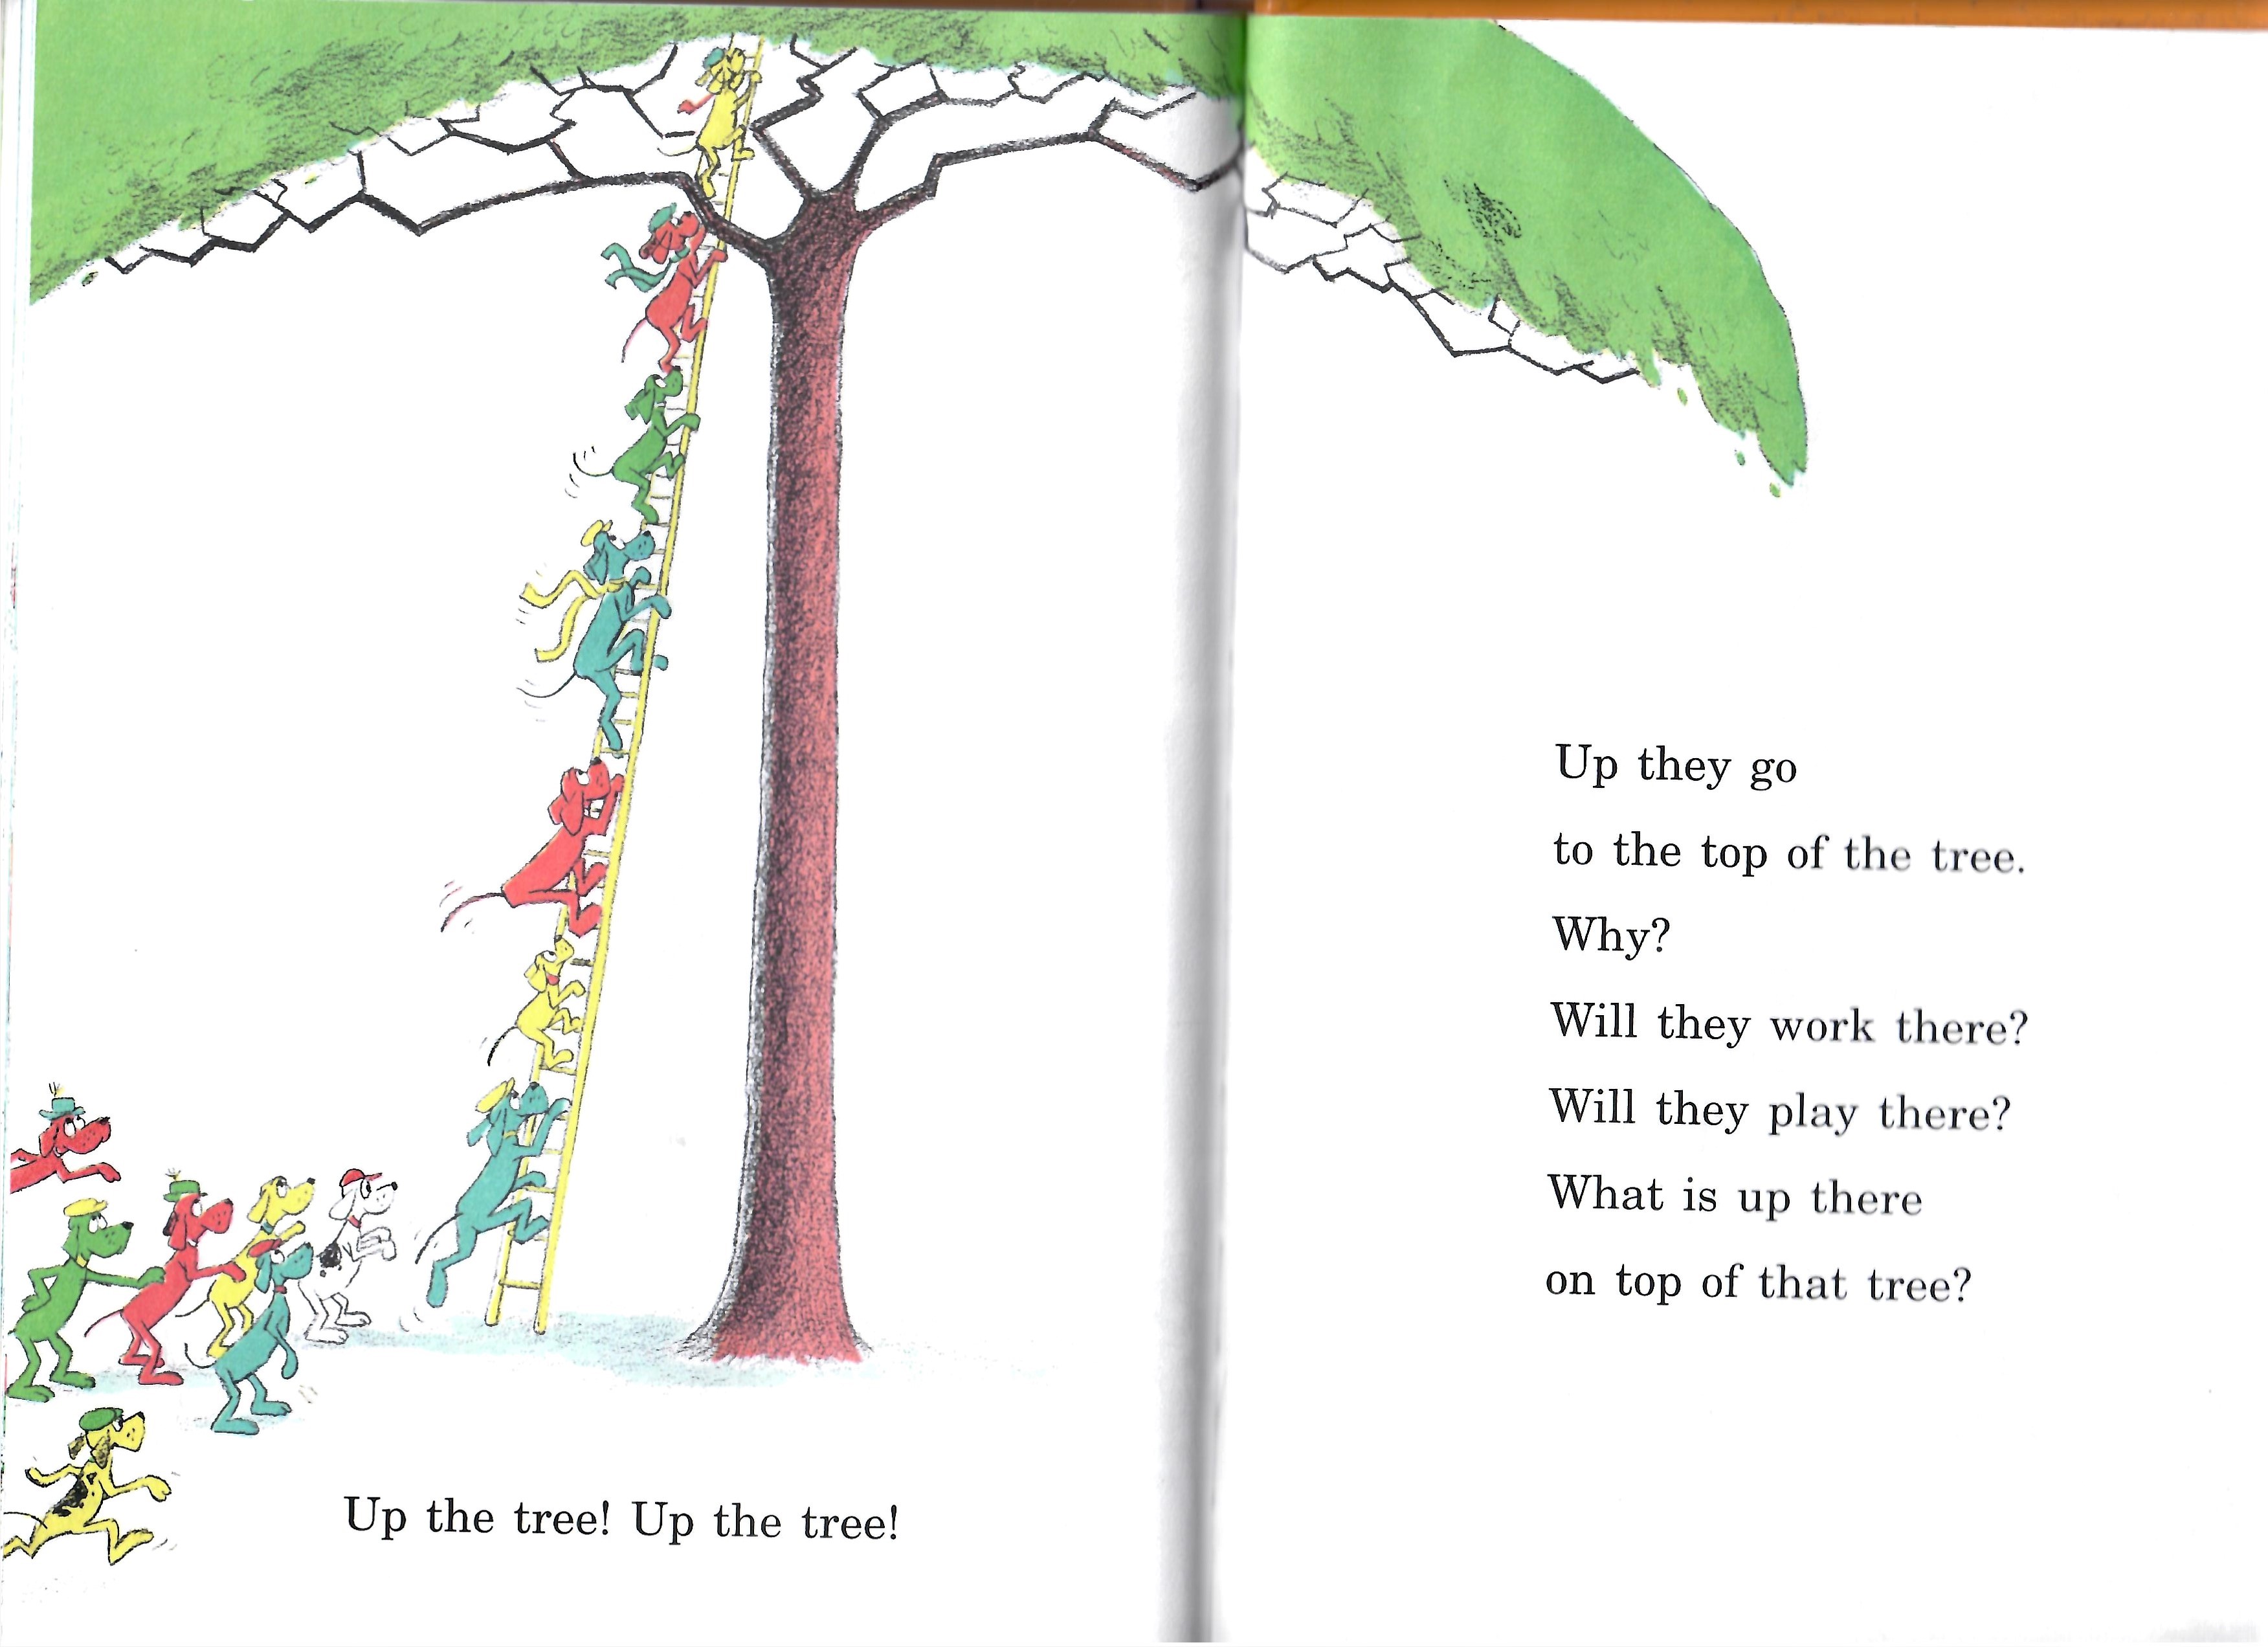 Up the tree! Up the tree!
Up they go
to the top of the tree.
Why?
Will they work there?
Will they play there?
What is up there
on top of that tree?